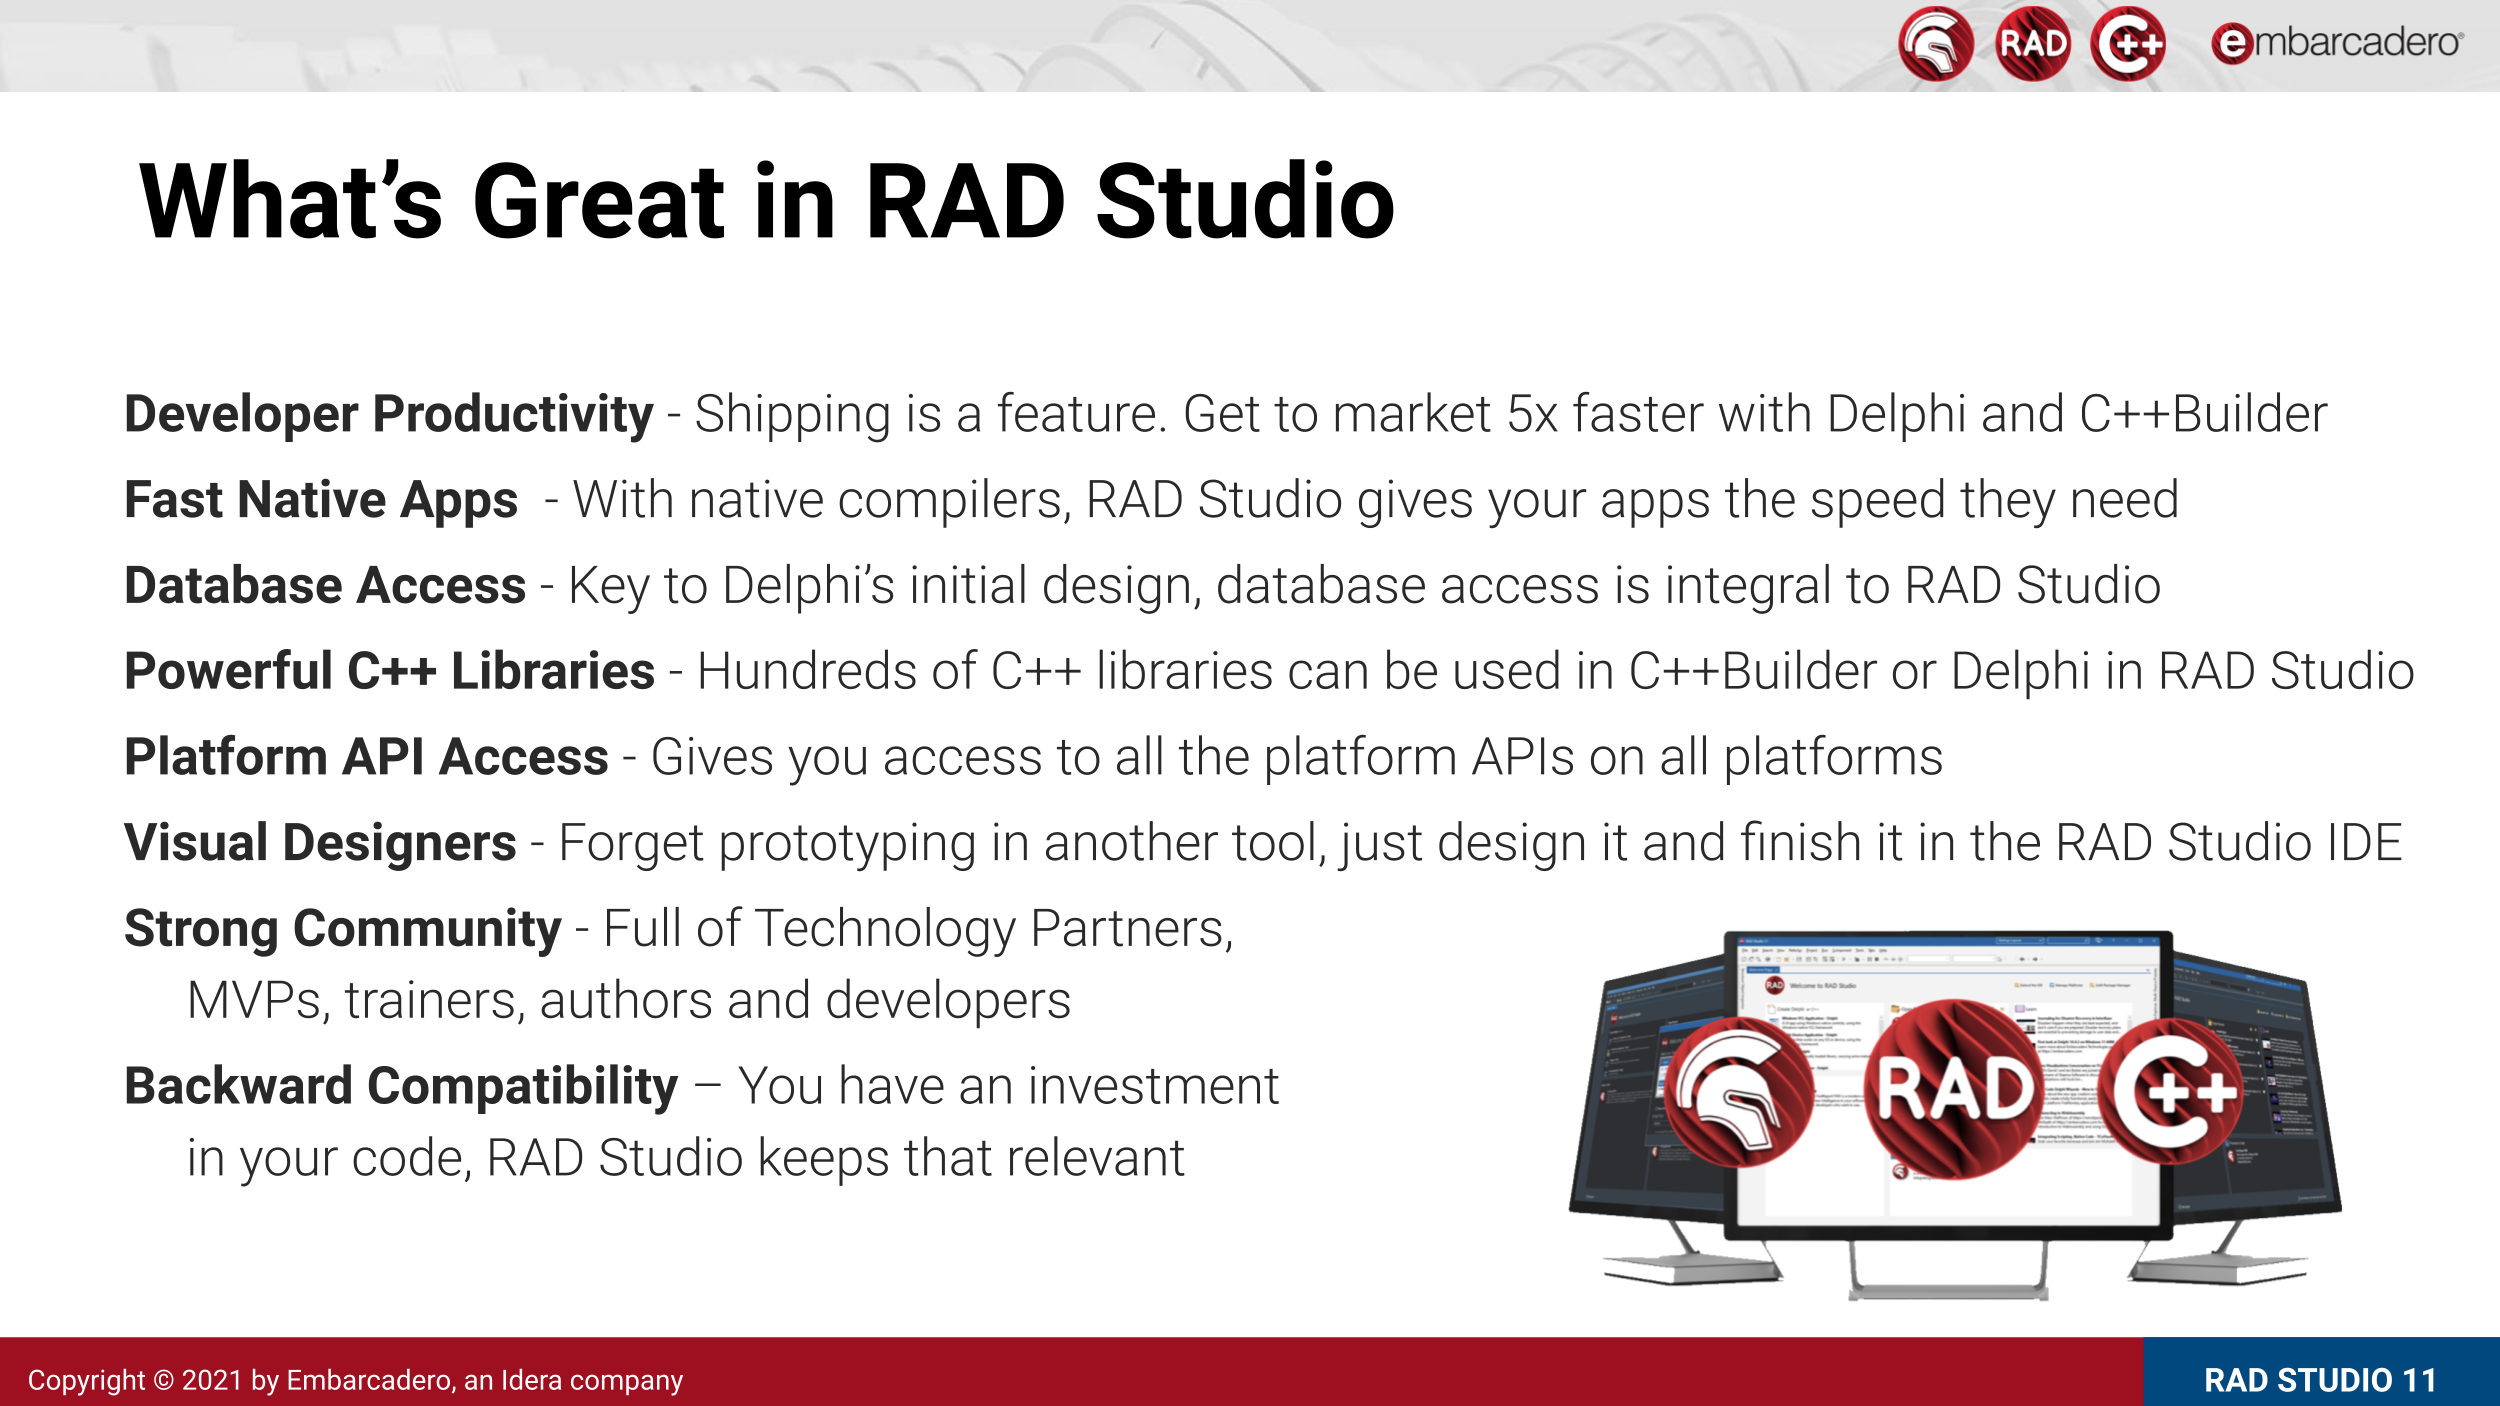 RAD C++ embarcadero®
What’s Great in RAD Studio
Developer Productivity - Shipping is a feature. Get to market 5x faster with Delphi and C++Builder
Fast Native Apps - With native compilers, RAD Studio gives your apps the speed they need
Database Access - Key to Delphi’s initial design, database access is integral to RAD Studio
Powerful C++ Libraries - Hundreds of C++ libraries can be used in C++Builder or Delphi in RAD Studio
Platform API Access - Gives you access to all the platform APIs on all platforms
Visual Designers - Forget prototyping in another tool, just design it and finish it in the RAD Studio IDE
Strong Community - Full of Technology Partners,
MVPs, trainers, authors and developers
Backward Compatibility – You have an investment
in your code, RAD Studio keeps that relevant
RAD Welcome to RAD Studio
RAD C++
Copyright © 2021 by Embarcadero, an Idera company
RAD STUDIO 11